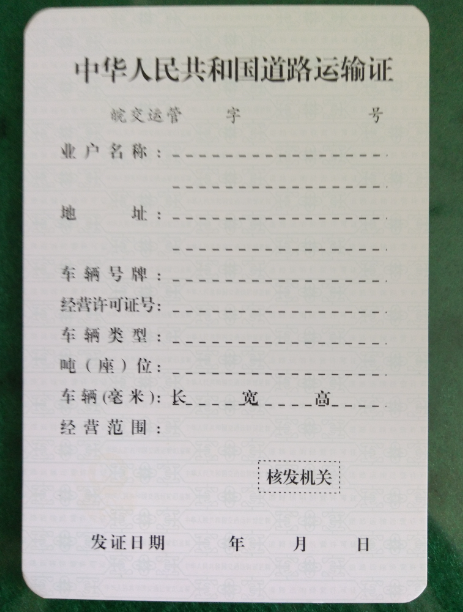 中华人民共和国道路运输证
皖交运管 字 号
业户名称：
地 址：
车辆号牌：
经营许可证号：
车辆类型：
吨（座）位：
车辆(毫米)：长 宽 高
经营范围：
核发机关
发证日期 年 月 日